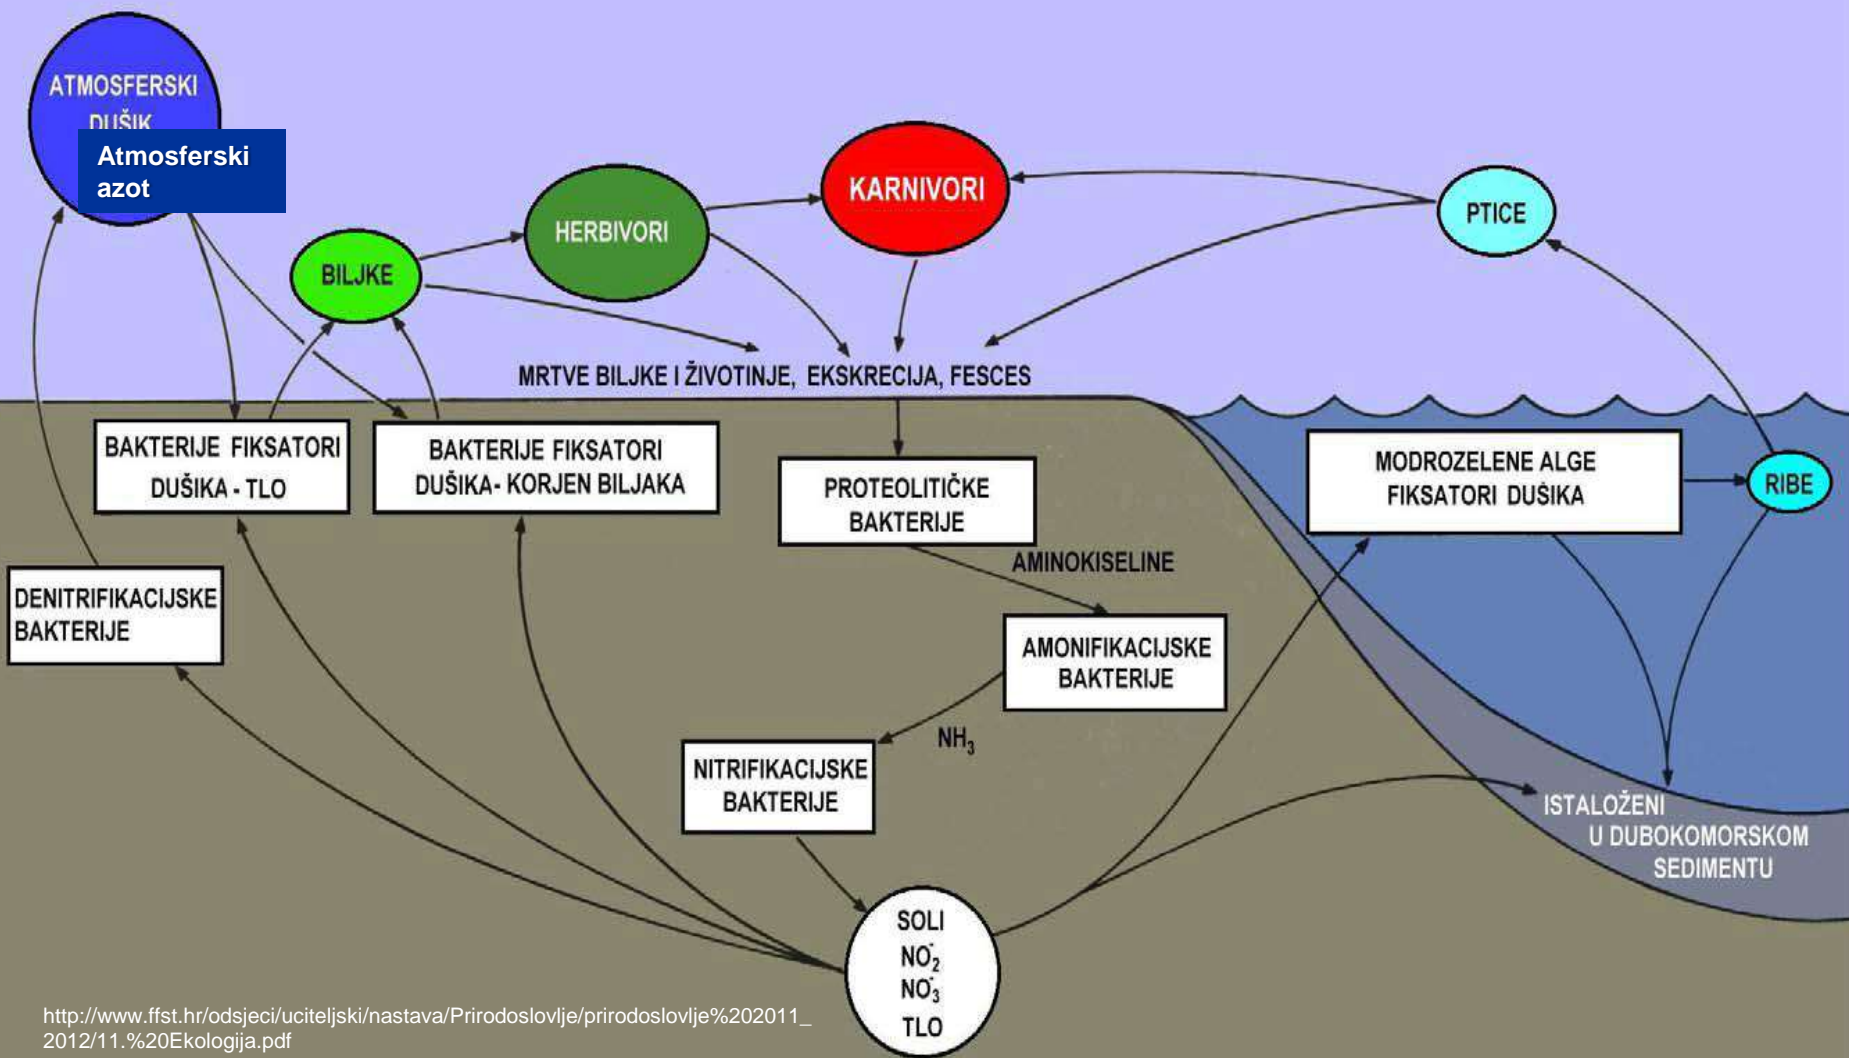 ATMOSFERSKI
DUŠIK
Atmosferski
azot
BILJKE
HERBIVORI
KARNIVORI
PTICE
MRTVE BILJKE I ŽIVOTINJE, EKSKRECIJA, FESCES
BAKTERIJE FIKSATORI
DUŠIKA - TLO
BAKTERIJE FIKSATORI
DUŠIKA- KORJEN BILJAKA
PROTEOLITIČKE
BAKTERIJE
MODROZELENE ALGE
FIKSATORI DUŠIKA
RIBE
AMINOKISELINE
DENITRIFIKACIJSKE
BAKTERIJE
AMONIFIKACIJSKE
BAKTERIJE
NH₃
NITRIFIKACIJSKE
BAKTERIJE
ISTALOŽENI
U DUBOKOMORSKOM
SEDIMENTU
SOLI
NO₂⁻
NO₃⁻
TLO
http://www.ffst.hr/odsjeci/uciteljski/nastava/Prirodoslovlje/prirodoslovlje%202011_
2012/11.%20Ekologija.pdf